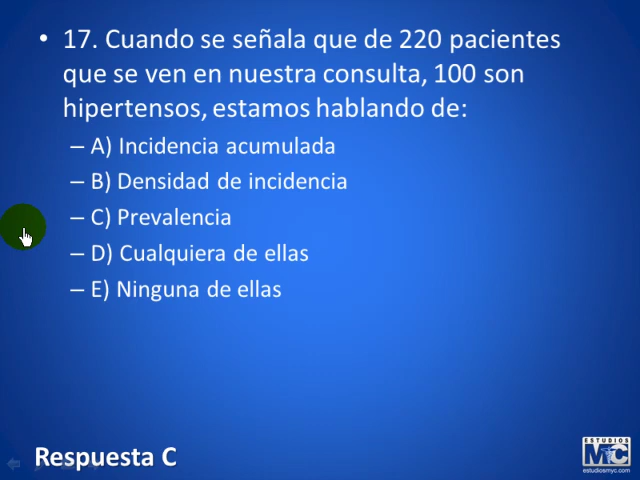 • 17. Cuando se señala que de 220 pacientes
que se ven en nuestra consulta, 100 son
hipertensos, estamos hablando de:
– A) Incidencia acumulada
– B) Densidad de incidencia
– C) Prevalencia
– D) Cualquiera de ellas
– E) Ninguna de ellas
Respuesta C
ESTUDIOS
MyC
estudiosmyc.com